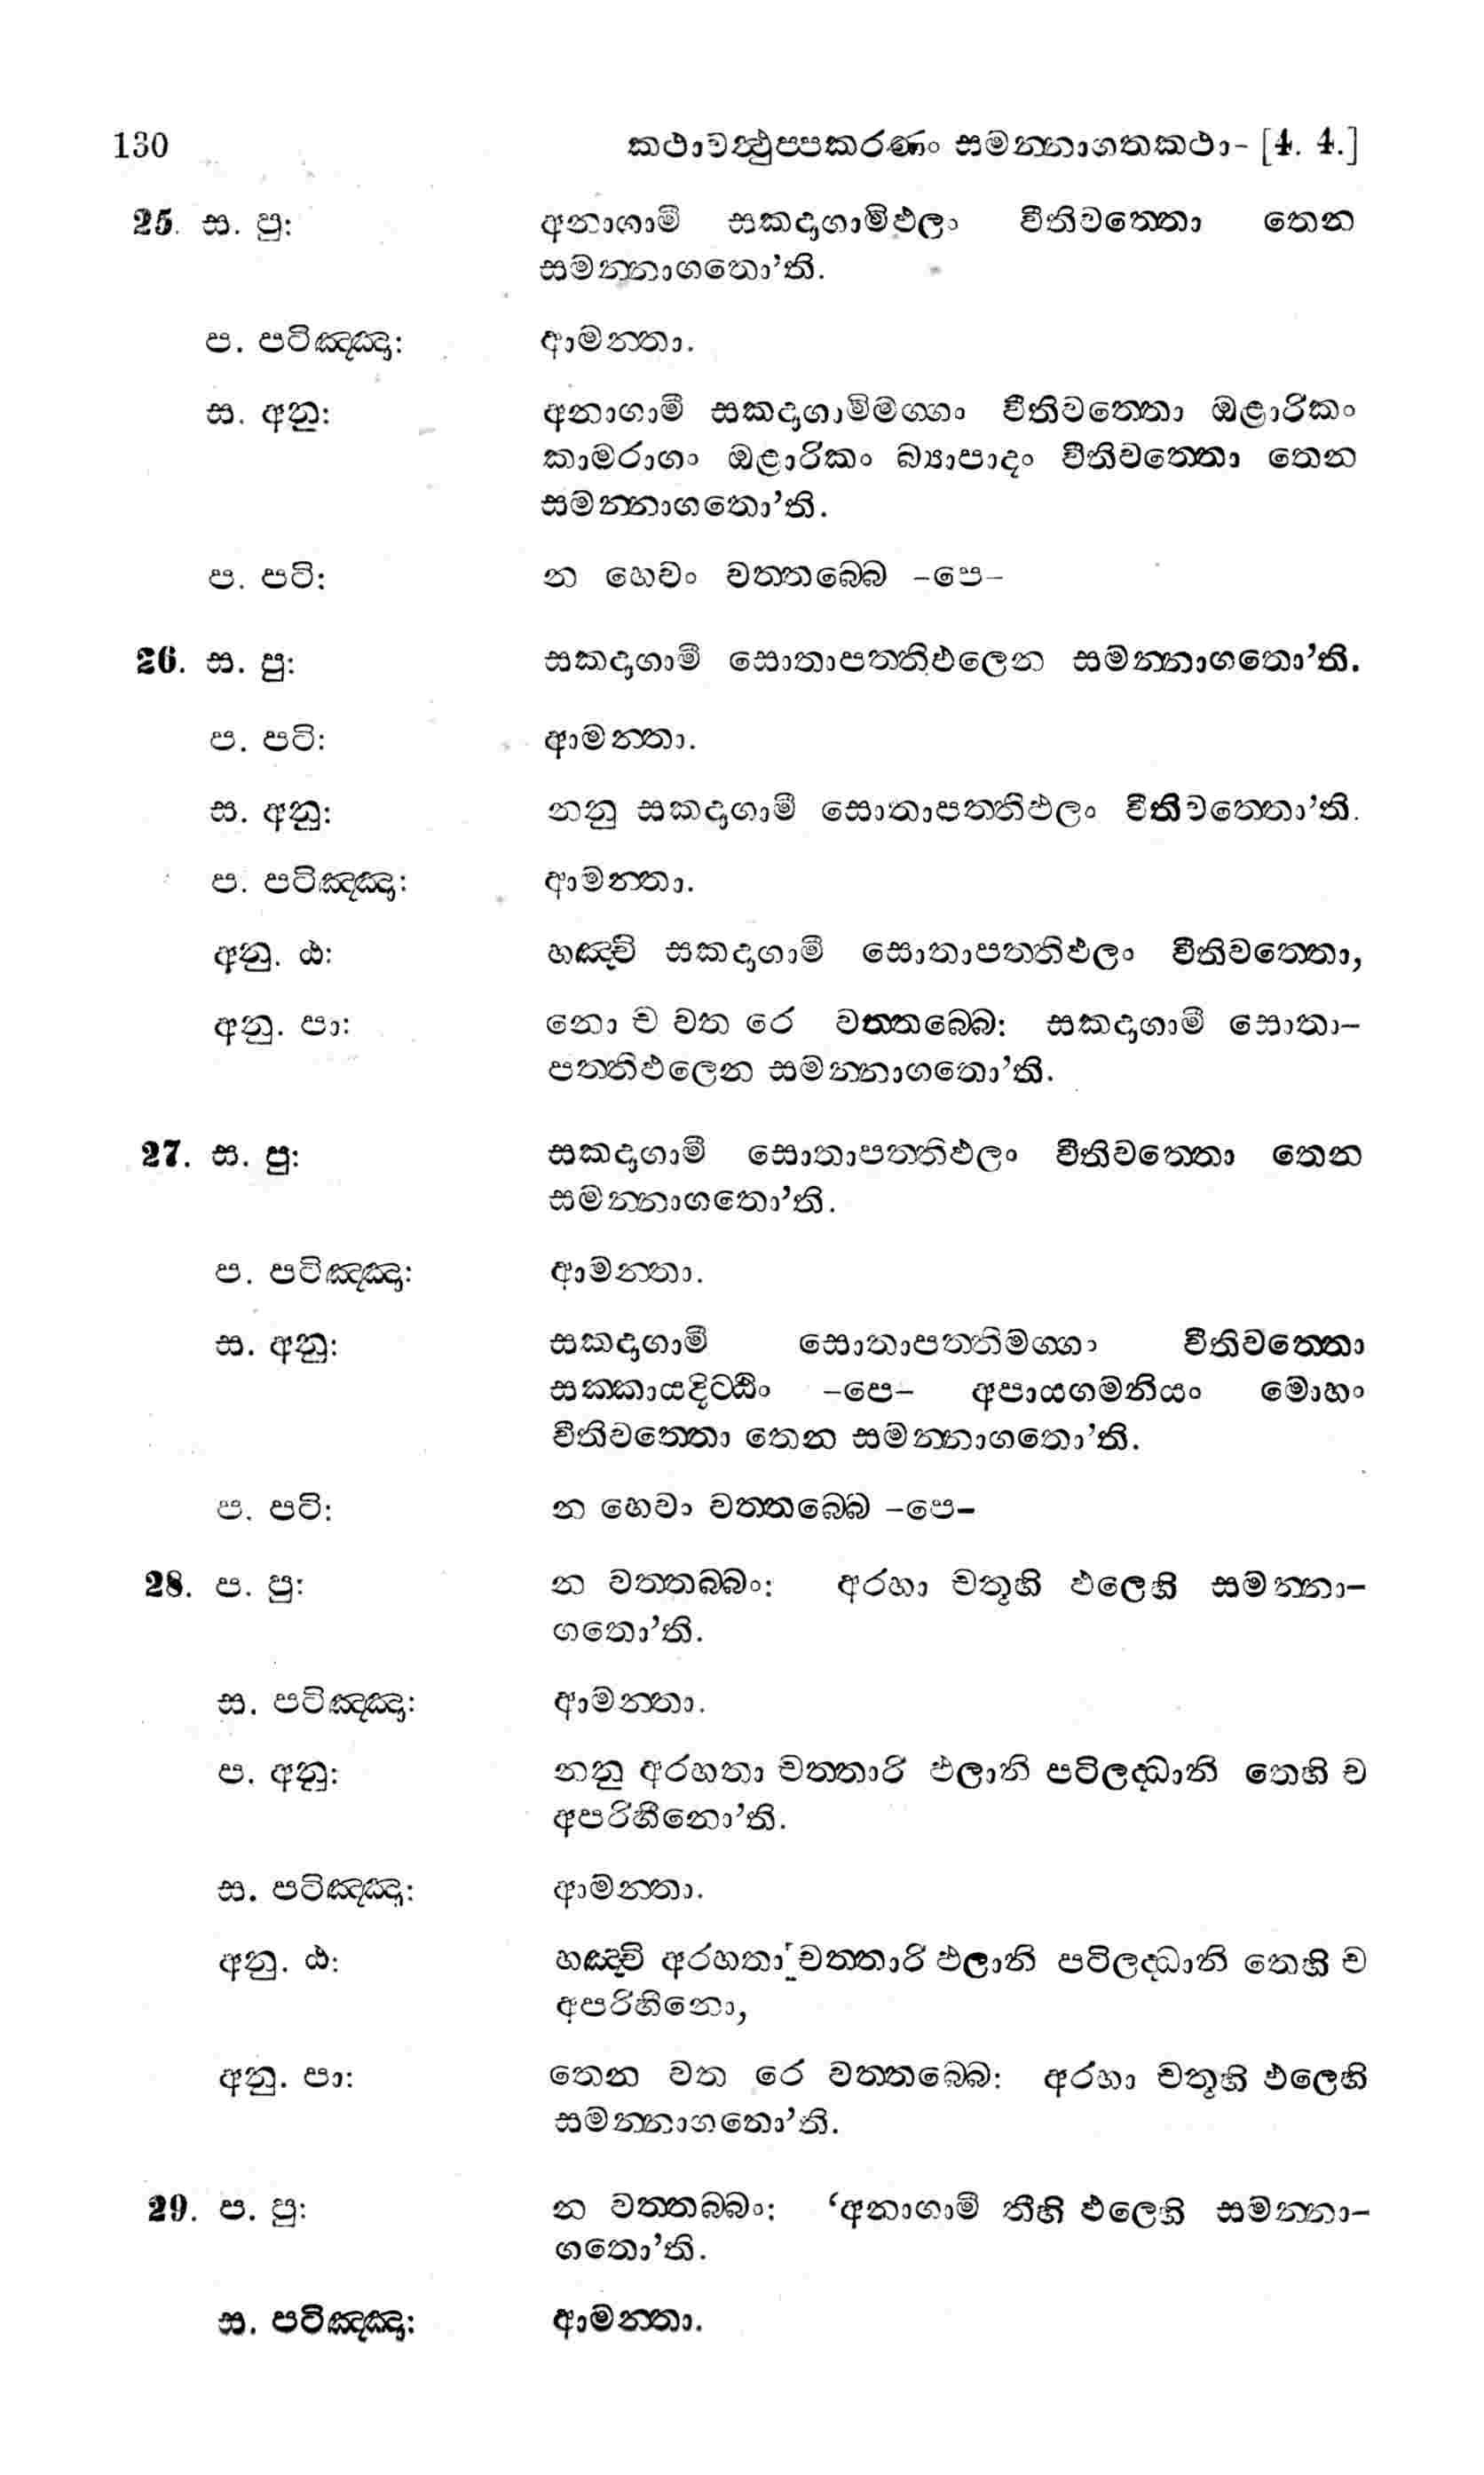 130 කථාවත්‍ථුප්පකරණං සමන්නාගතකථා- [4. 4.]
25. ස. පු: අනාගාමී සකදාගාමිඵලං වීතිවත්තො තෙන
සමන්නාගතො’ති.
ප. පටිඤ්ඤා: ආමන්තා.
ස. අනු: අනාගාමී සකදාගාමිමග්ගං වීතිවත්තො ඔළාරිකං
කාමරාගං ඔළාරිකං බ්‍යාපාදං වීතිවත්තො තෙන
සමන්නාගතො’ති.
ප. පටි: න හෙවං වත්තබ්බෙ –පෙ–
26. ස. පු: සකදාගාමී සොතාපත්තිඵලෙන සමන්නාගතො’ති.
ප. පටි: ආමන්තා.
ස. අනු: නනු සකදාගාමී සොතාපත්තිඵලං වීතිවත්තො’ති.
ප. පටිඤ්ඤා: ආමන්තා.
අනු. ඨ: හඤ්චි සකදාගාමී සොතාපත්තිඵලං වීතිවත්තො,
අනු. පා: නො ච වත රෙ වත්තබ්බෙ: සකදාගාමී සොතා–
පත්තිඵලෙන සමන්නාගතො’ති.
27. ස. පු: සකදාගාමී සොතාපත්තිඵලං වීතිවත්තො තෙන
සමන්නාගතො’ති.
ප. පටිඤ්ඤා: ආමන්තා.
ස. අනු: සකදාගාමී සොතාපත්තිමග්ගං වීතිවත්තො
සක්කායදිට්ඨිං –පෙ– අපායගමනියං මොහං
වීතිවත්තො තෙන සමන්නාගතො’ති.
ප. පටි: න හෙවං වත්තබ්බෙ –පෙ–
28. ප. පු: න වත්තබ්බං: අරහා චතූහි ඵලෙහි සමන්නා–
ගතො’ති.
ස. පටිඤ්ඤා: ආමන්තා.
ප. අනු: නනු අරහතා චත්තාරි ඵලානි පටිලද්ධානි තෙහි ච
අපරිහීනො’ති.
ස. පටිඤ්ඤා: ආමන්තා.
අනු. ඨ: හඤ්චි අරහතා චත්තාරි ඵලානි පටිලද්ධානි තෙහි ච
අපරිහීනො,
අනු. පා: තෙන වත රෙ වත්තබ්බෙ: අරහා චතූහි ඵලෙහි
සමන්නාගතො’ති.
29. ප. පු: න වත්තබ්බං: ‘අනාගාමී තීහි ඵලෙහි සමන්නා–
ගතො’ති.
ස. පටිඤ්ඤා: ආමන්තා.